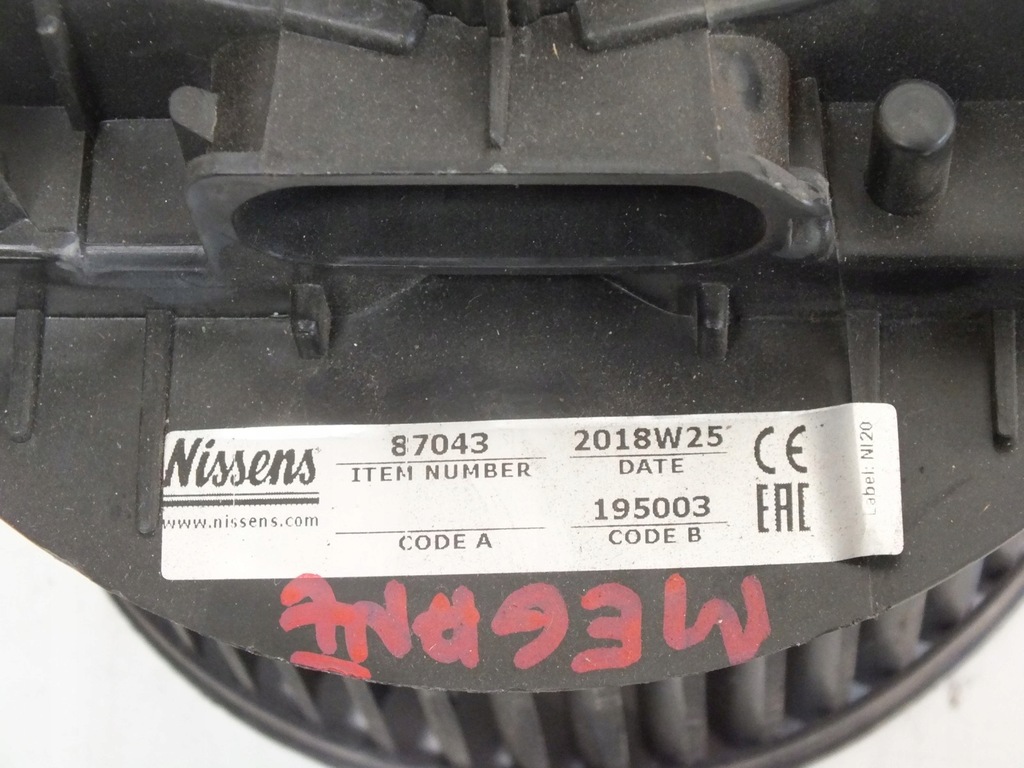 Nissens
www.nissens.com
87043
ITEM NUMBER
CODE A
2018W25
DATE
195003
CODE B
CE
EAC
Label: NI20
MEGANE